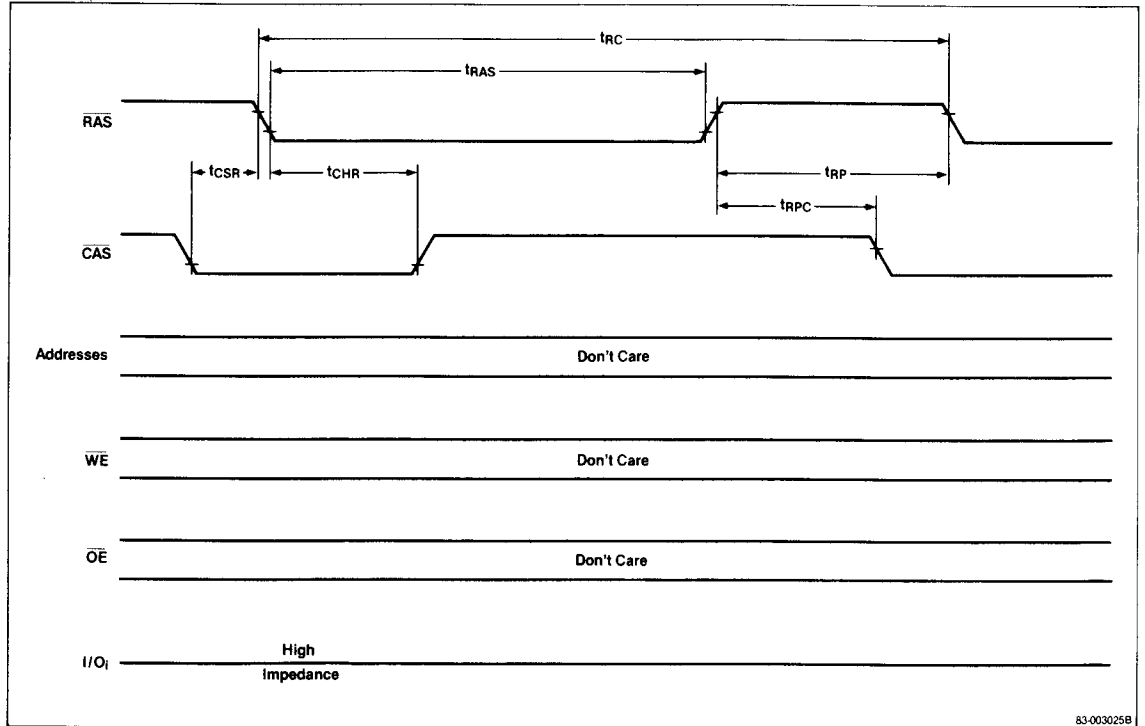 tRC
tRAS
RAS
tCSR
tCHR
tRP
tRPC
CAS
Addresses
Don't Care
WE
Don't Care
OE
Don't Care
I/Oi
High
Impedance
83-003025B